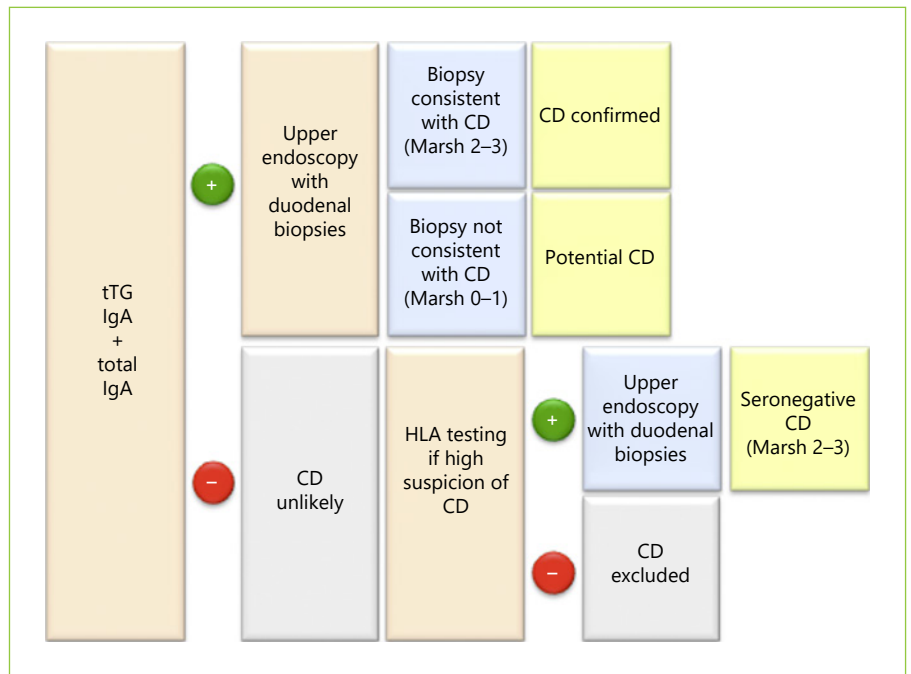 tTG
IgA
+
total
IgA
+
Upper
endoscopy
with
duodenal
biopsies
Biopsy
consistent
with CD
(Marsh 2–3)
CD confirmed
Biopsy not
consistent
with CD
(Marsh 0–1)
Potential CD
−
CD
unlikely
HLA testing
if high
suspicion of
CD
+
Upper
endoscopy
with duodenal
biopsies
Seronegative
CD
(Marsh 2–3)
−
CD
excluded